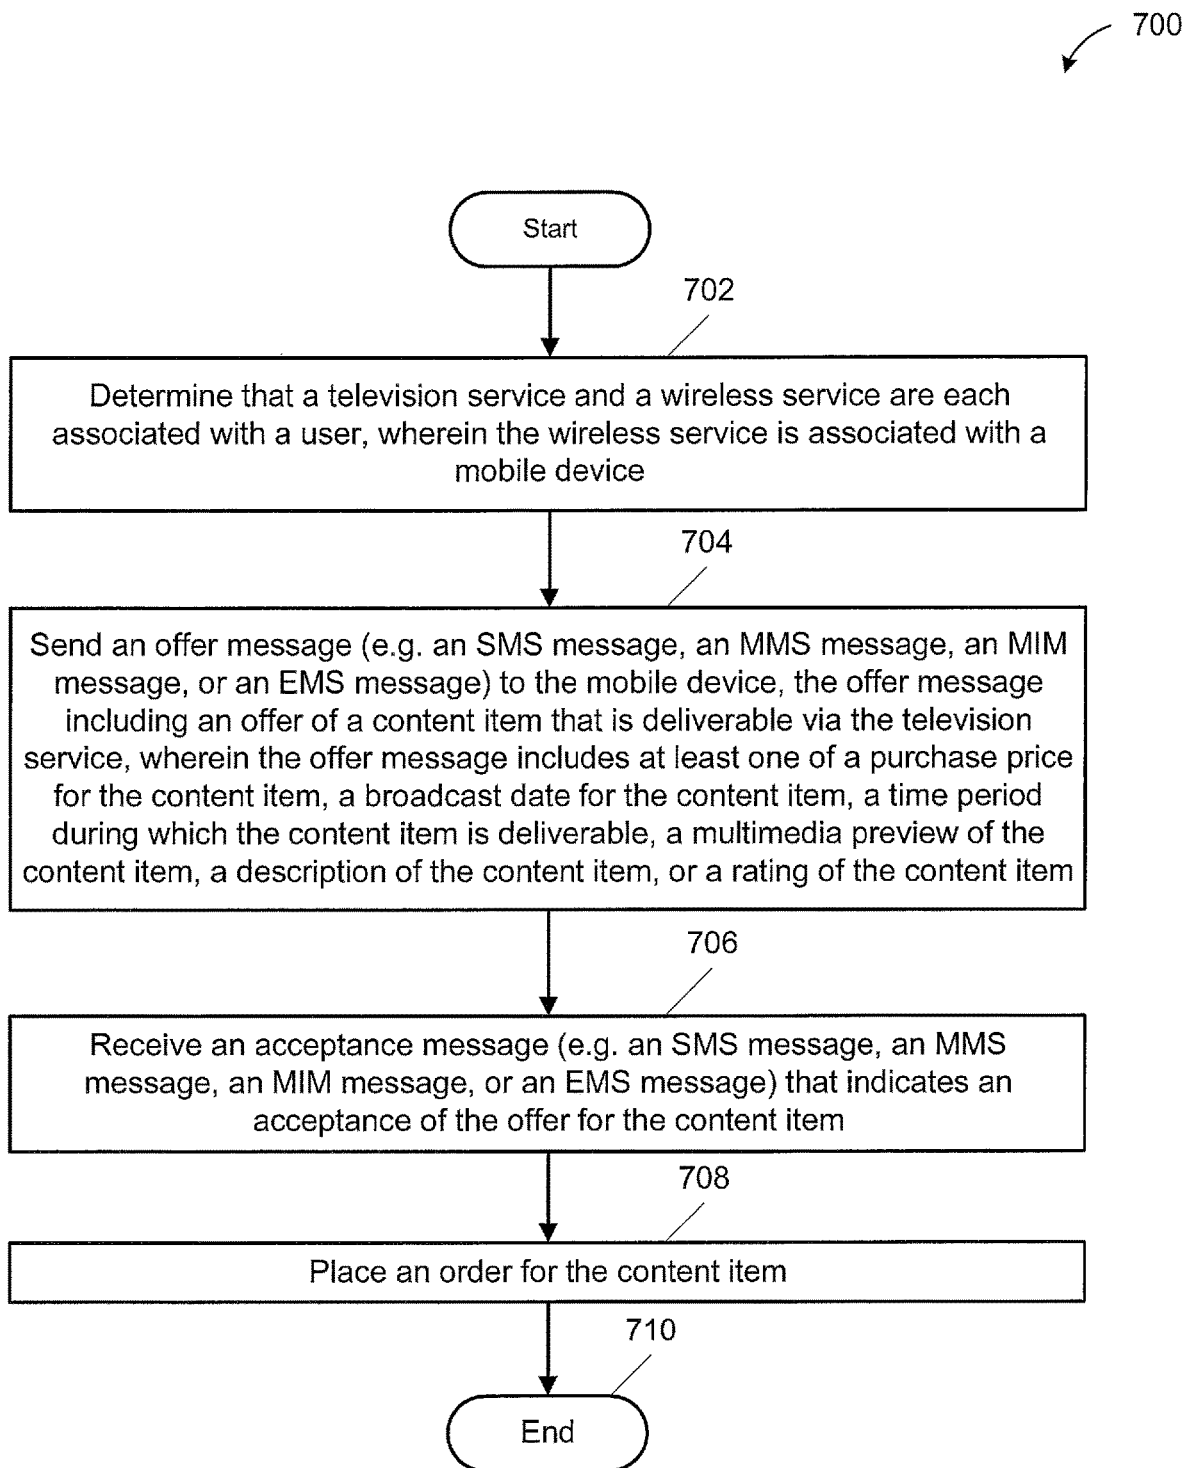 700
Start
702
Determine that a television service and a wireless service are each
associated with a user, wherein the wireless service is associated with a
mobile device
704
Send an offer message (e.g. an SMS message, an MMS message, an MIM
message, or an EMS message) to the mobile device, the offer message
including an offer of a content item that is deliverable via the television
service, wherein the offer message includes at least one of a purchase price
for the content item, a broadcast date for the content item, a time period
during which the content item is deliverable, a multimedia preview of the
content item, a description of the content item, or a rating of the content item
706
Receive an acceptance message (e.g. an SMS message, an MMS
message, an MIM message, or an EMS message) that indicates an
acceptance of the offer for the content item
708
Place an order for the content item
710
End